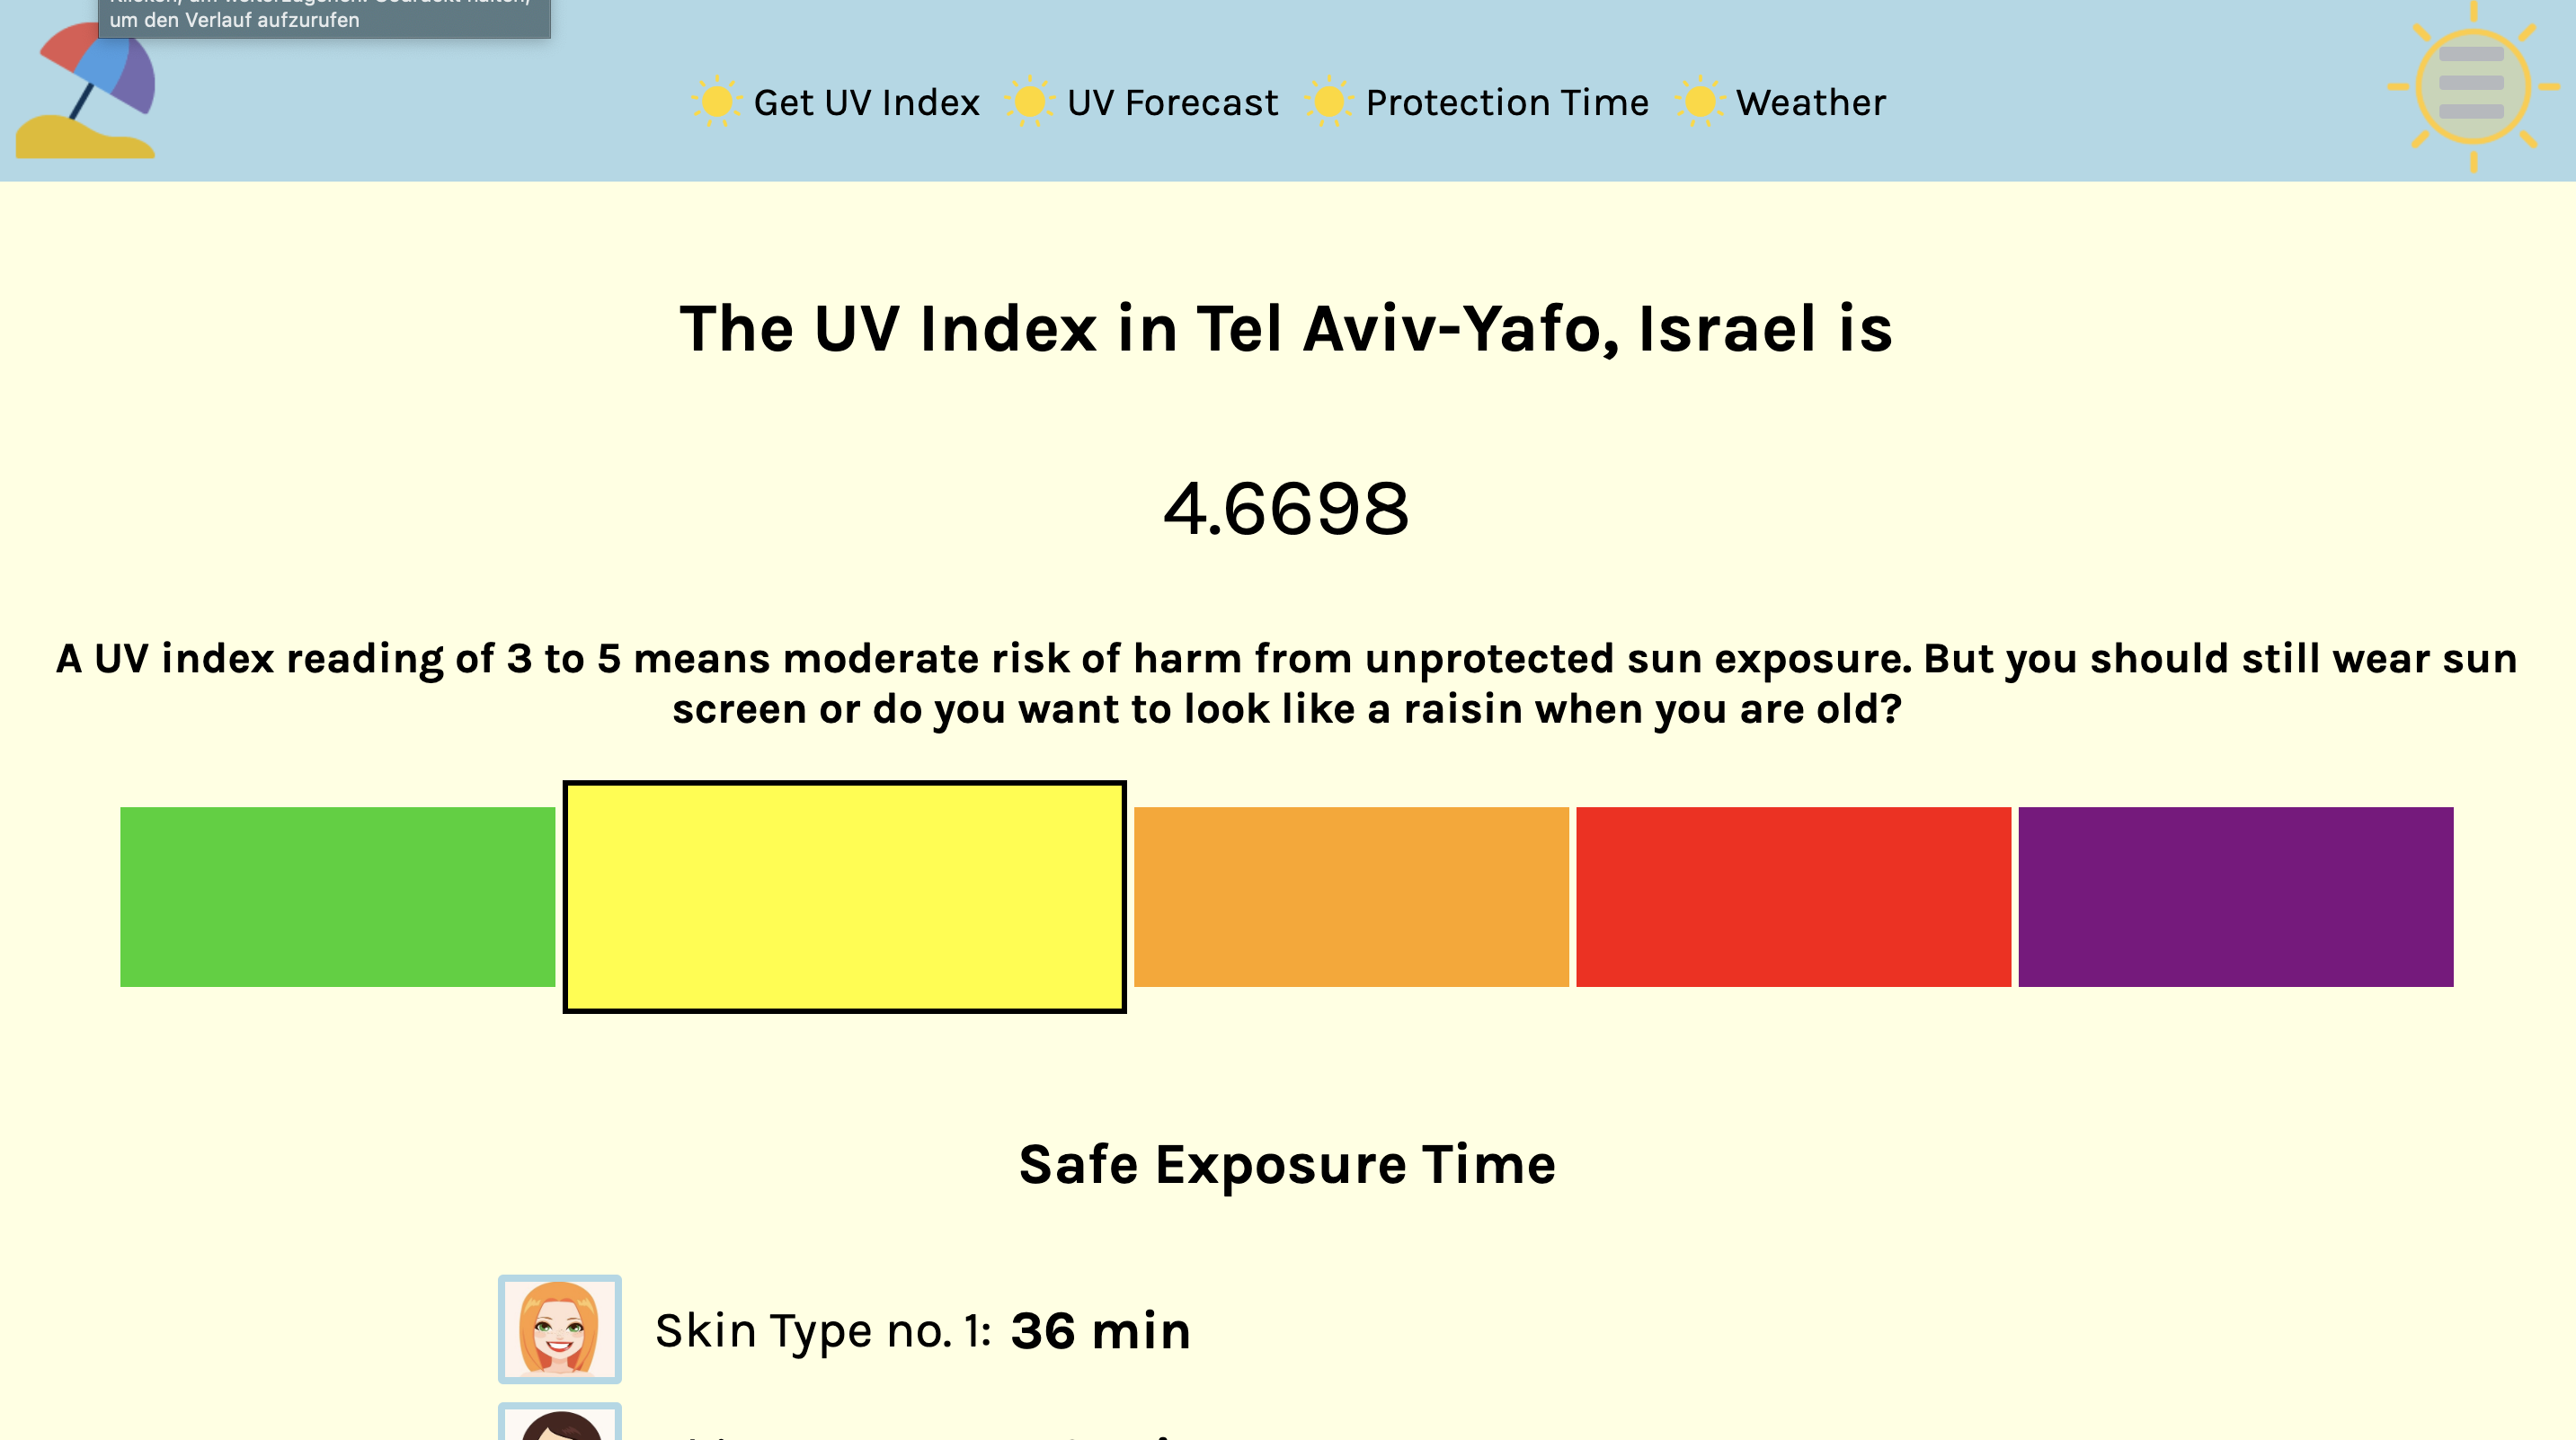 um den Verlauf aufzurufen
Get UV Index
UV Forecast
Protection Time
Weather
The UV Index in Tel Aviv-Yafo, Israel is
4.6698
A UV index reading of 3 to 5 means moderate risk of harm from unprotected sun exposure. But you should still wear sun
screen or do you want to look like a raisin when you are old?
Safe Exposure Time
Skin Type no. 1: 36 min